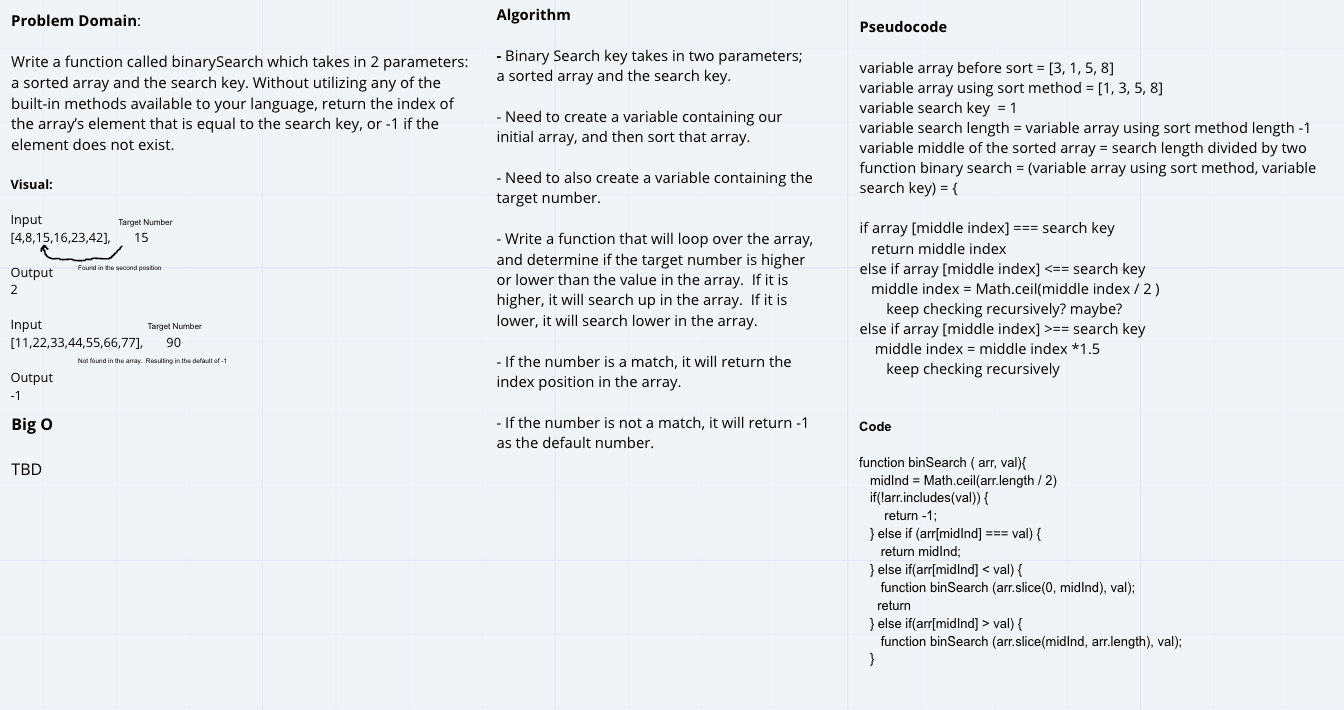 Problem Domain:
Write a function called binarySearch which takes in 2 parameters:
a sorted array and the search key. Without utilizing any of the
built-in methods available to your language, return the index of
the array's element that is equal to the search key, or -1 if the
element does not exist.
Visual:
Input
Target Number
[4,8,15,16,23,42], 15
Found in the second position
Output
2
Input
Target Number
[11,22,33,44,55,66,77], 90
Not found in the array. Resulting in the default of -1
Output
-1
Big O
TBD
Algorithm
- Binary Search key takes in two parameters;
a sorted array and the search key.
- Need to create a variable containing our
initial array, and then sort that array.
- Need to also create a variable containing the
target number.
- Write a function that will loop over the array,
and determine if the target number is higher
or lower than the value in the array.  If it is
higher, it will search up in the array.  If it is
lower, it will search lower in the array.
- If the number is a match, it will return the
index position in the array.
- If the number is not a match, it will return -1
as the default number.
Pseudocode
variable array before sort = [3, 1, 5, 8]
variable array using sort method = [1, 3, 5, 8]
variable search key  = 1
variable search length = variable array using sort method length -1
variable middle of the sorted array = search length divided by two
function binary search = (variable array using sort method, variable
search key) = {
if array [middle index] === search key
return middle index
else if array [middle index] <== search key
middle index = Math.ceil(middle index / 2 )
keep checking recursively? maybe?
else if array [middle index] >== search key
middle index = middle index *1.5
keep checking recursively
Code
function binSearch ( arr, val){
midInd = Math.ceil(arr.length / 2)
if(!arr.includes(val)) {
return -1;
} else if (arr[midInd] === val) {
return midInd;
} else if(arr[midInd] < val) {
function binSearch (arr.slice(0, midInd), val);
return
} else if(arr[midInd] > val) {
function binSearch (arr.slice(midInd, arr.length), val);
}